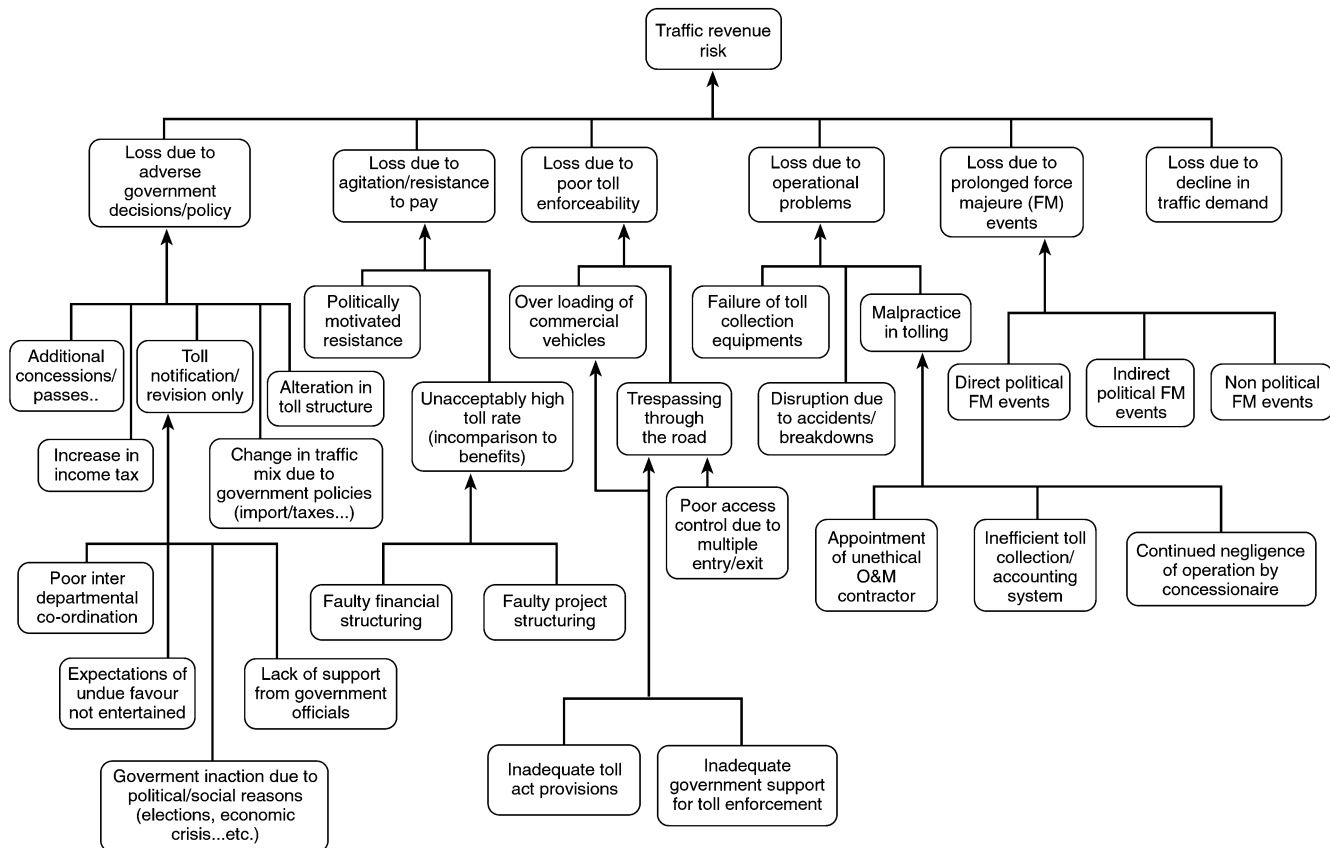 Traffic revenue
risk
Loss due to
adverse
government
decisions/policy
Loss due to
agitation/resistance
to pay
Loss due to
poor toll
enforceability
Loss due to
operational
problems
Loss due to
prolonged force
majeure (FM)
events
Loss due to
decline in
traffic demand
Additional
concessions/
passes..
Toll
notification/
revision only
Alteration in
toll structure
Increase in
income tax
Change in traffic
mix due to
government policies
(import/taxes...)
Politically
motivated
resistance
Unacceptably high
toll rate
(incomparison to
benefits)
Over loading of
commercial
vehicles
Trespassing
through
the road
Failure of toll
collection
equipments
Disruption due
to accidents/
breakdowns
Malpractice
in tolling
Direct political
FM events
Indirect
political FM
events
Non political
FM events
Poor inter
departmental
co-ordination
Expectations of
undue favour
not entertained
Lack of support
from government
officials
Goverment inaction due to
political/social reasons
(elections, economic
crisis...etc.)
Faulty financial
structuring
Faulty project
structuring
Poor access
control due to
multiple
entry/exit
Inadequate toll
act provisions
Inadequate
government support
for toll enforcement
Appointment
of unethical
O&M
contractor
Inefficient toll
collection/
accounting
system
Continued negligence
of operation by
concessionaire